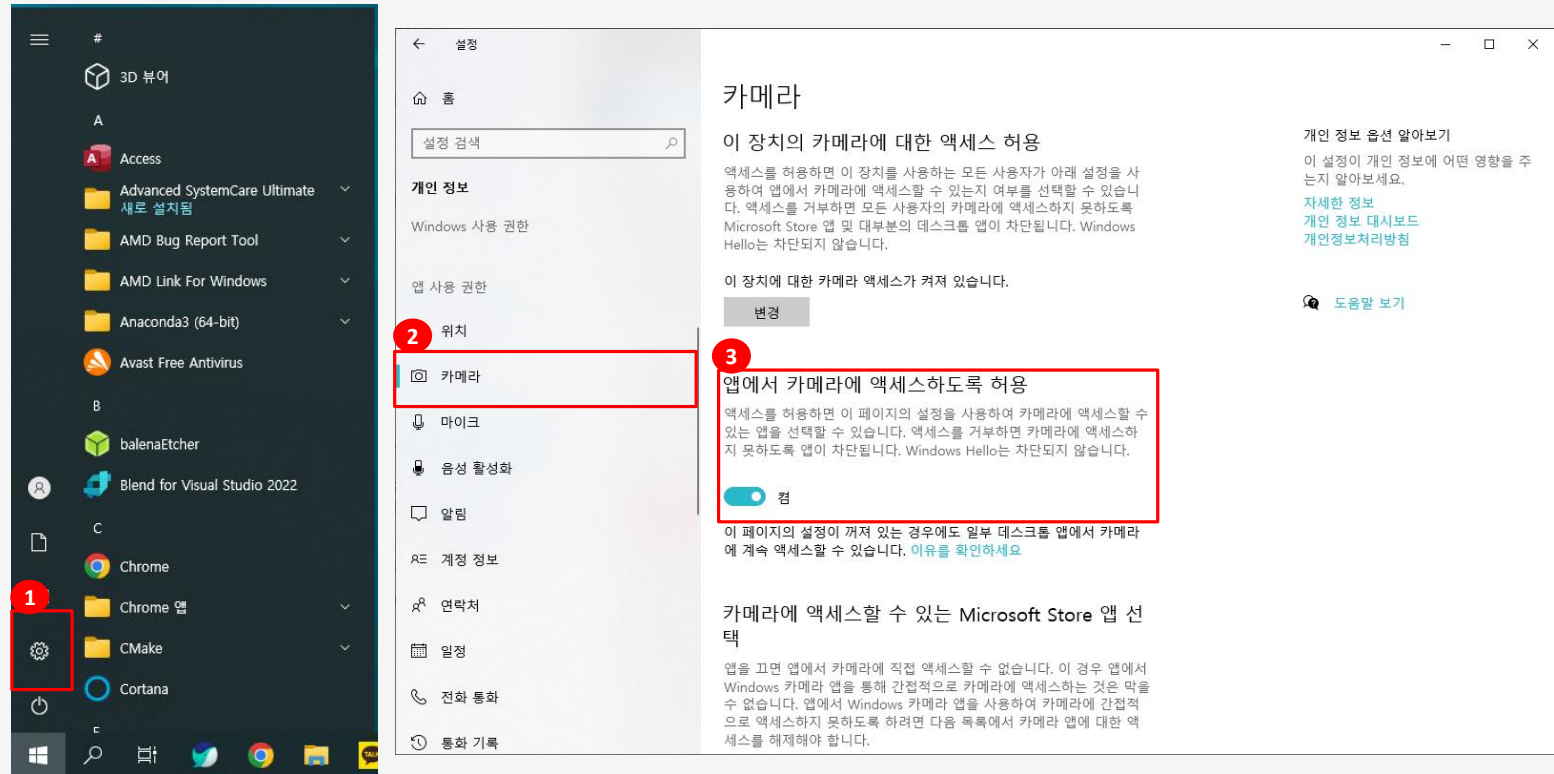 #
3D 뷰어
A
Access
Advanced SystemCare Ultimate
새로 설치됨
AMD Bug Report Tool
AMD Link For Windows
Anaconda3 (64-bit)
Avast Free Antivirus
B
balenaEtcher
Blend for Visual Studio 2022
C
Chrome
1
Chrome 앱
CMake
Cortana
설정
홈
설정 검색
개인 정보
Windows 사용 권한
앱 사용 권한
위치
2
카메라
마이크
음성 활성화
알림
계정 정보
연락처
일정
전화 통화
통화 기록
카메라
이 장치의 카메라에 대한 액세스 허용
액세스를 허용하면 이 장치를 사용하는 모든 사용자가 아래 설정을 사
용하여 앱에서 카메라에 액세스할 수 있는지 여부를 선택할 수 있습니
다. 액세스를 거부하면 모든 사용자의 카메라에 액세스하지 못하도록
Microsoft Store 앱 및 대부분의 데스크톱 앱이 차단됩니다. Windows
Hello는 차단되지 않습니다.
이 장치에 대한 카메라 액세스가 켜져 있습니다.
변경
3
앱에서 카메라에 액세스하도록 허용
액세스를 허용하면 이 페이지의 설정을 사용하여 카메라에 액세스할 수
있는 앱을 선택할 수 있습니다. 액세스를 거부하면 카메라에 액세스하
지 못하도록 앱이 차단됩니다. Windows Hello는 차단되지 않습니다.
켬
이 페이지의 설정이 꺼져 있는 경우에도 일부 데스크톱 앱에서 카메라
에 계속 액세스할 수 있습니다. 이유를 확인하세요
카메라에 액세스할 수 있는 Microsoft Store 앱 선
택
앱을 끄면 앱에서 카메라에 직접 액세스할 수 없습니다. 이 경우 앱에서
Windows 카메라 앱을 통해 간접적으로 카메라에 액세스하는 것은 막을
수 없습니다. 앱에서 Windows 카메라 앱을 사용하여 카메라에 간접적
으로 액세스하지 못하도록 하려면 다음 목록에서 카메라 앱에 대한 액
세스를 해제해야 합니다.
개인 정보 옵션 알아보기
이 설정이 개인 정보에 어떤 영향을 주
는지 알아보세요.
자세한 정보
개인 정보 대시보드
개인정보처리방침
도움말 보기